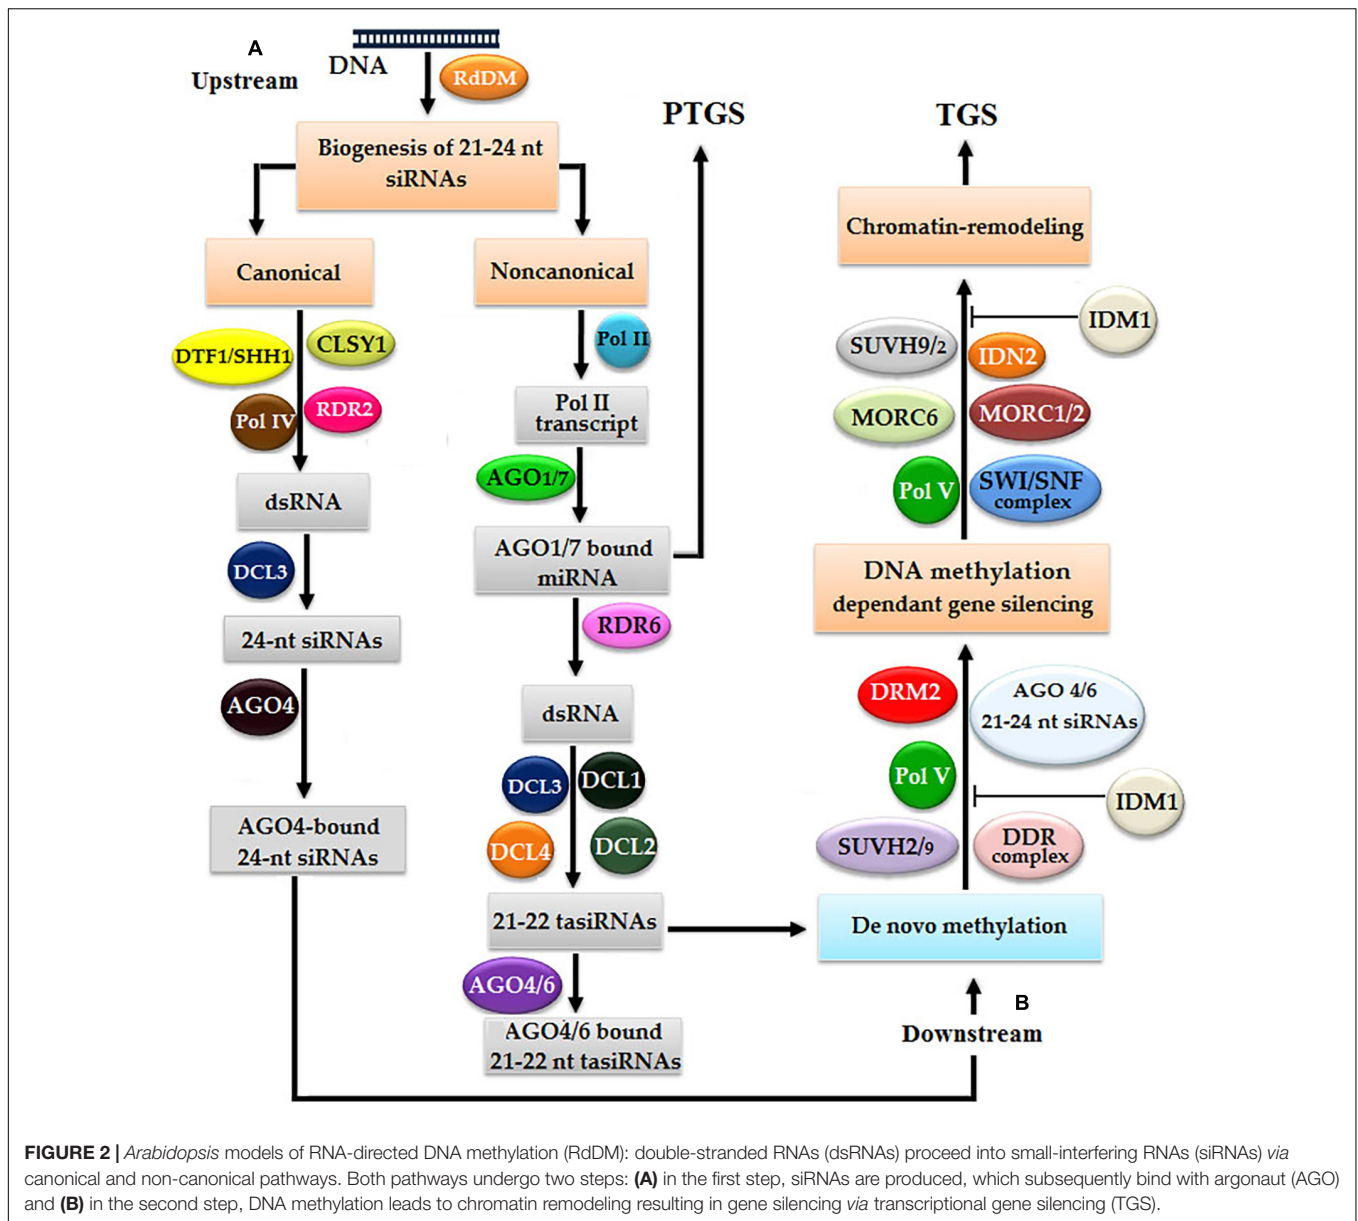 A
Upstream
DNA
RdDM
Biogenesis of 21-24 nt
siRNAs
Canonical
DTF1/SHH1
CLSY1
Pol IV
RDR2
dsRNA
DCL3
24-nt siRNAs
AGO4
AGO4-bound
24-nt siRNAs
Noncanonical
Pol II
Pol II
transcript
AGO1/7
AGO1/7 bound
miRNA
RDR6
dsRNA
DCL3
DCL1
DCL4
DCL2
21-22 tasiRNAs
AGO4/6
AGO4/6 bound
21-22 nt tasiRNAs
PTGS
TGS
Chromatin-remodeling
IDM1
SUVH9/2
IDN2
MORC6
MORC1/2
Pol V
SWI/SNF
complex
DNA methylation
dependant gene silencing
DRM2
AGO 4/6
21-24 nt siRNAs
Pol V
IDM1
SUVH2/9
DDR
complex
De novo methylation
B
Downstream
FIGURE 2 | Arabidopsis models of RNA-directed DNA methylation (RdDM): double-stranded RNAs (dsRNAs) proceed into small-interfering RNAs (siRNAs) via
canonical and non-canonical pathways. Both pathways undergo two steps: (A) in the first step, siRNAs are produced, which subsequently bind with argonaut (AGO)
and (B) in the second step, DNA methylation leads to chromatin remodeling resulting in gene silencing via transcriptional gene silencing (TGS).